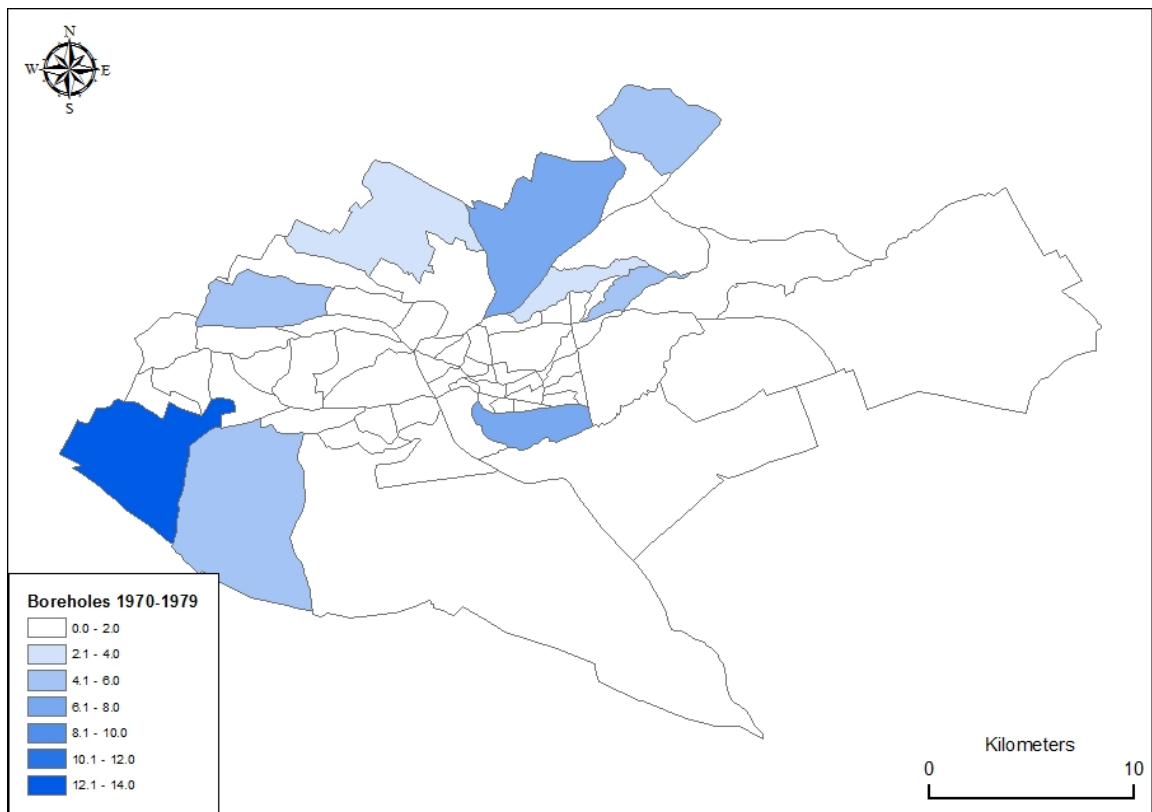 N
W E
S
Boreholes 1970-1979
0.0 - 2.0
2.1 - 4.0
4.1 - 6.0
6.1 - 8.0
8.1 - 10.0
10.1 - 12.0
12.1 - 14.0
Kilometers
0 10